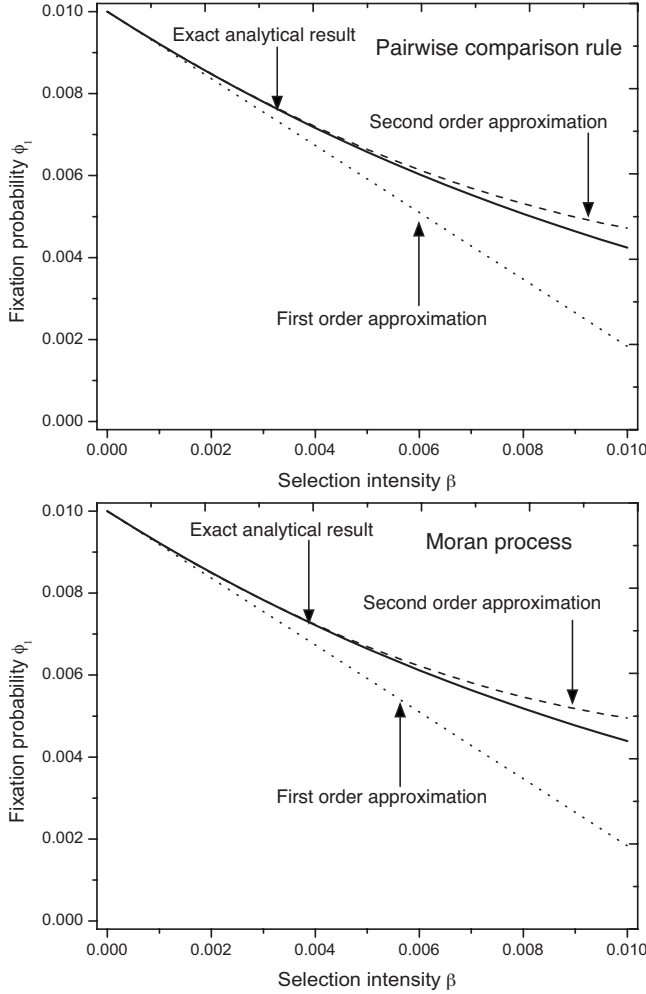 0.010
0.008
0.006
0.004
0.002
0.000
Fixation probability ϕ1
Exact analytical result
Pairwise comparison rule
Second order approximation
First order approximation
0.000 0.002 0.004 0.006 0.008 0.010
Selection intensity β
0.010
0.008
0.006
0.004
0.002
0.000
Fixation probability ϕ1
Exact analytical result
Moran process
Second order approximation
First order approximation
0.000 0.002 0.004 0.006 0.008 0.010
Selection intensity β